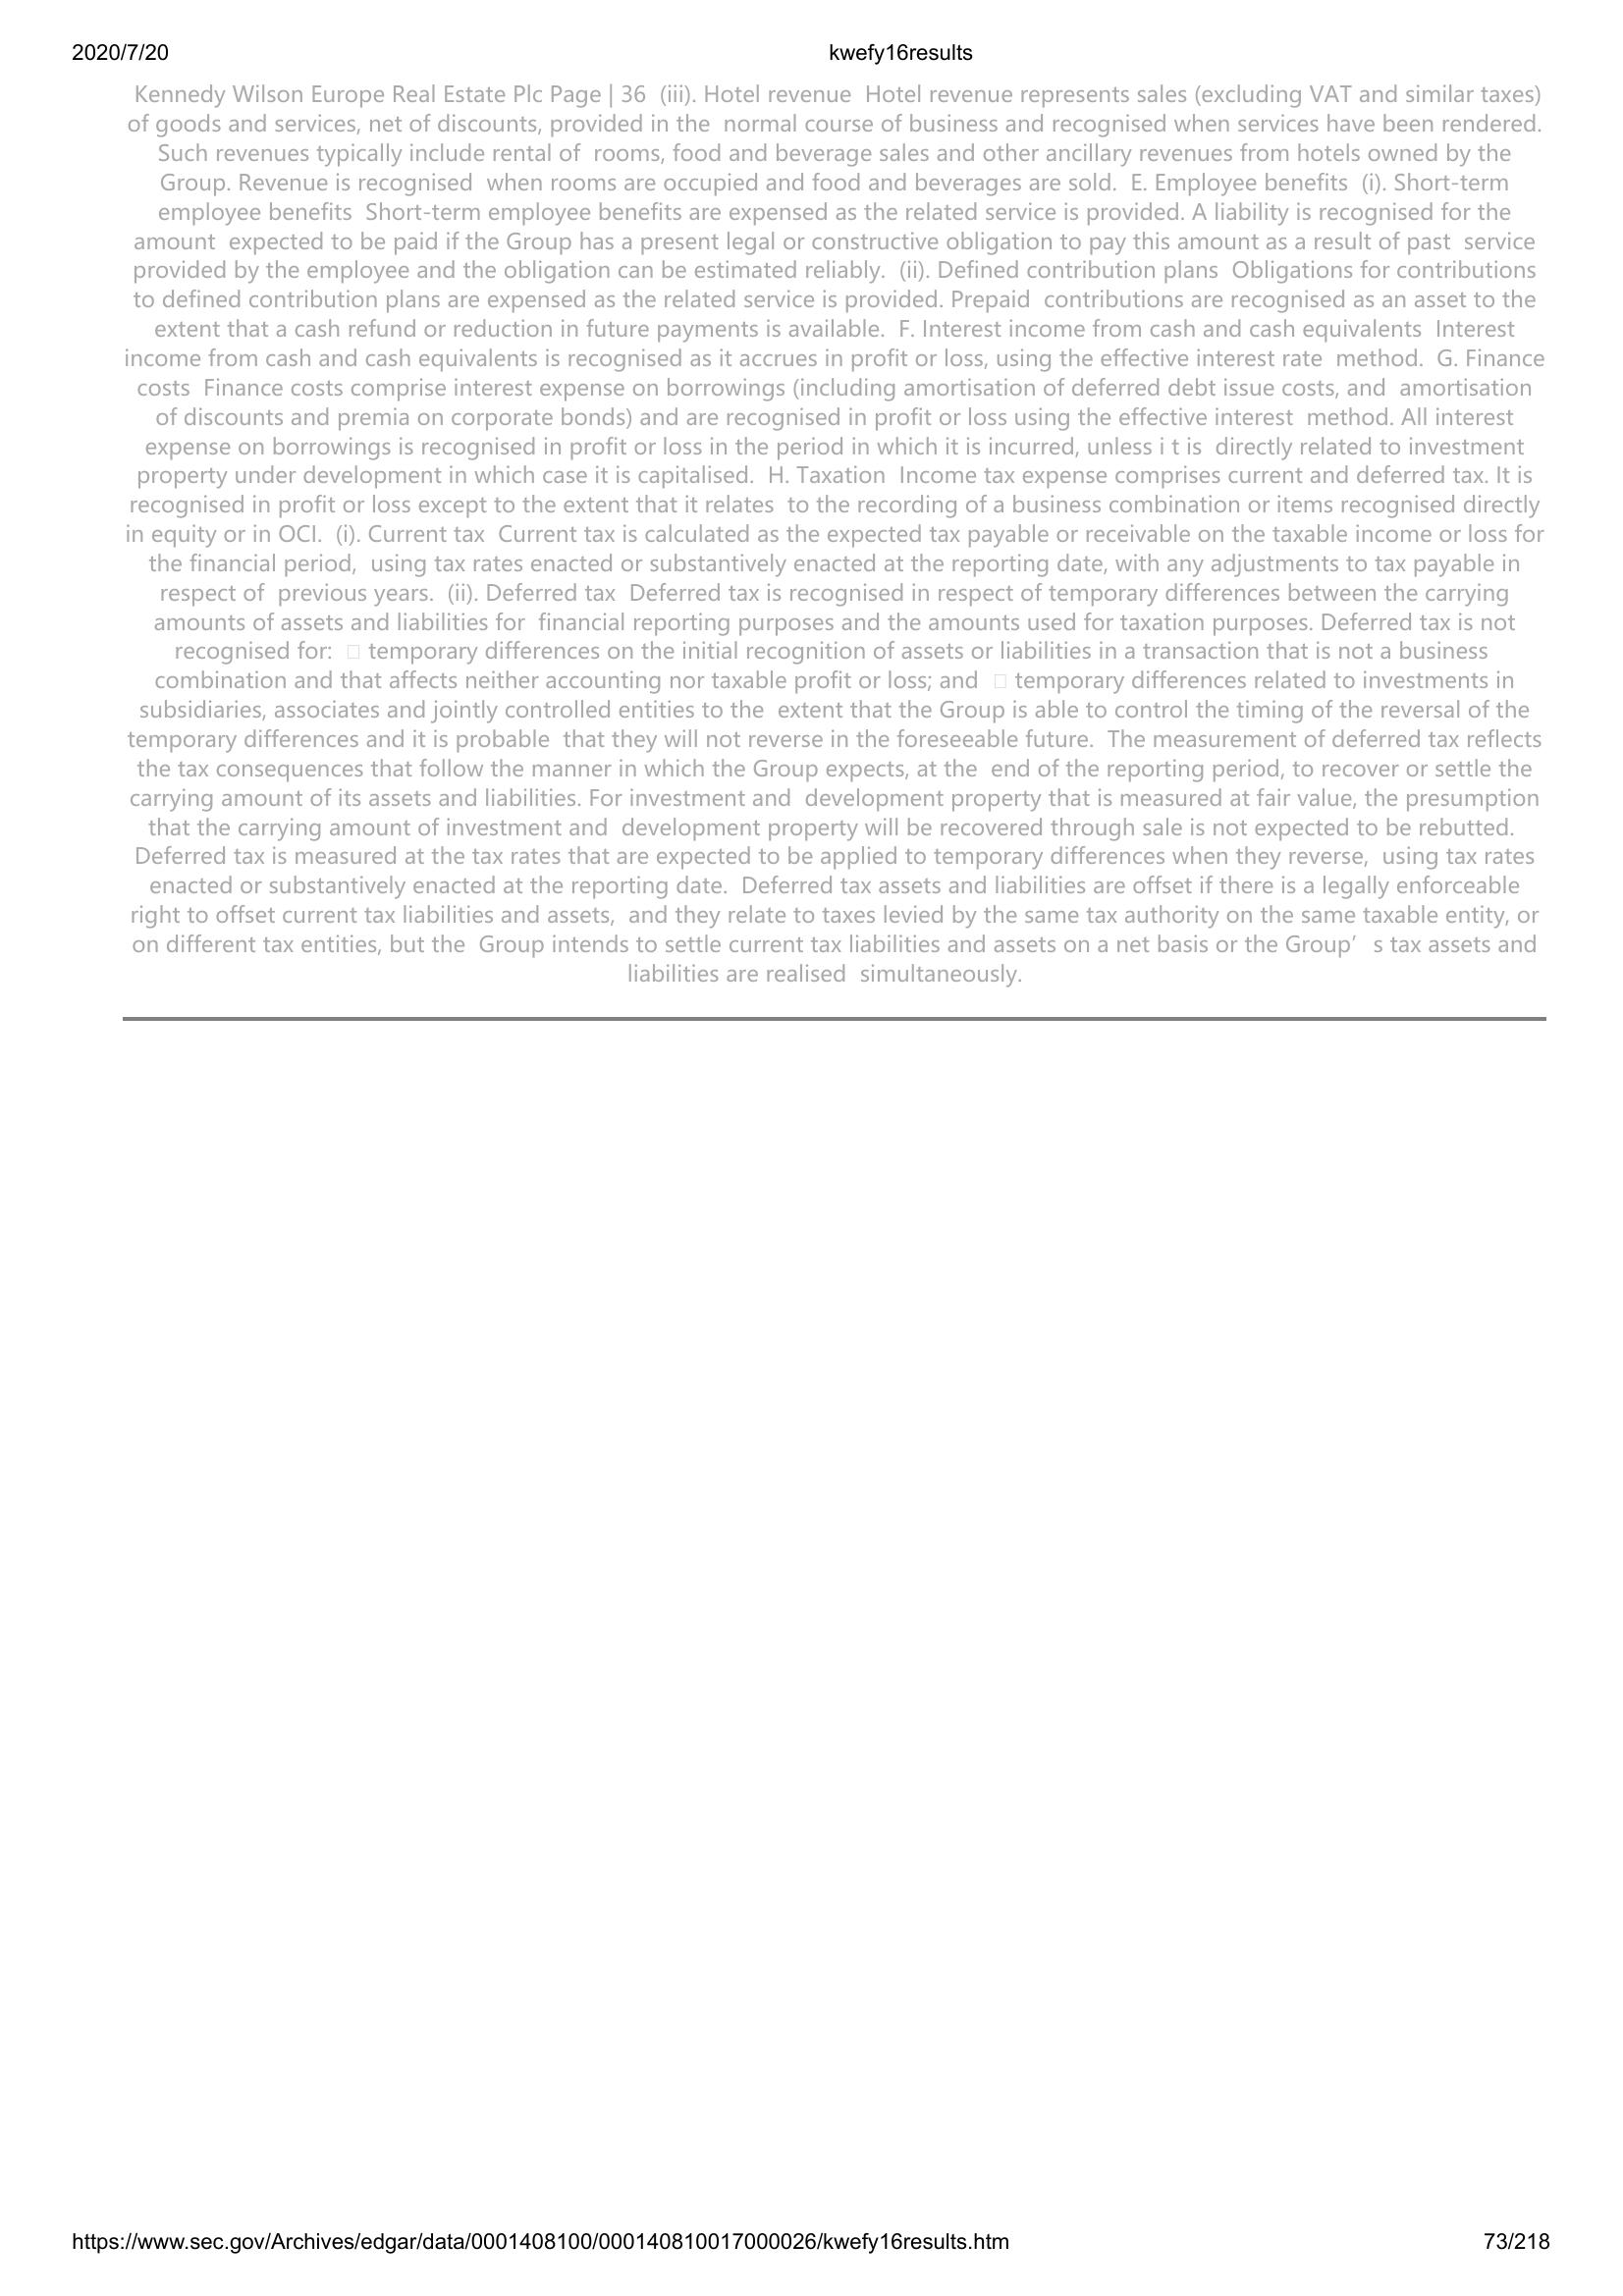 2020/7/20 kwefy16results
Kennedy Wilson Europe Real Estate Plc Page | 36 (iii). Hotel revenue Hotel revenue represents sales (excluding VAT and similar taxes)
of goods and services, net of discounts, provided in the normal course of business and recognised when services have been rendered.
Such revenues typically include rental of rooms, food and beverage sales and other ancillary revenues from hotels owned by the
Group. Revenue is recognised when rooms are occupied and food and beverages are sold. E. Employee benefits (i). Short-term
employee benefits Short-term employee benefits are expensed as the related service is provided. A liability is recognised for the
amount expected to be paid if the Group has a present legal or constructive obligation to pay this amount as a result of past service
provided by the employee and the obligation can be estimated reliably. (ii). Defined contribution plans Obligations for contributions
to defined contribution plans are expensed as the related service is provided. Prepaid contributions are recognised as an asset to the
extent that a cash refund or reduction in future payments is available. F. Interest income from cash and cash equivalents Interest
income from cash and cash equivalents is recognised as it accrues in profit or loss, using the effective interest rate method. G. Finance
costs Finance costs comprise interest expense on borrowings (including amortisation of deferred debt issue costs, and amortisation
of discounts and premia on corporate bonds) and are recognised in profit or loss using the effective interest method. All interest
expense on borrowings is recognised in profit or loss in the period in which it is incurred, unless i t is directly related to investment
property under development in which case it is capitalised. H. Taxation Income tax expense comprises current and deferred tax. It is
recognised in profit or loss except to the extent that it relates to the recording of a business combination or items recognised directly
in equity or in OCI. (i). Current tax Current tax is calculated as the expected tax payable or receivable on the taxable income or loss for
the financial period, using tax rates enacted or substantively enacted at the reporting date, with any adjustments to tax payable in
respect of previous years. (ii). Deferred tax Deferred tax is recognised in respect of temporary differences between the carrying
amounts of assets and liabilities for financial reporting purposes and the amounts used for taxation purposes. Deferred tax is not
recognised for: □ temporary differences on the initial recognition of assets or liabilities in a transaction that is not a business
combination and that affects neither accounting nor taxable profit or loss; and □ temporary differences related to investments in
subsidiaries, associates and jointly controlled entities to the extent that the Group is able to control the timing of the reversal of the
temporary differences and it is probable that they will not reverse in the foreseeable future. The measurement of deferred tax reflects
the tax consequences that follow the manner in which the Group expects, at the end of the reporting period, to recover or settle the
carrying amount of its assets and liabilities. For investment and development property that is measured at fair value, the presumption
that the carrying amount of investment and development property will be recovered through sale is not expected to be rebutted.
Deferred tax is measured at the tax rates that are expected to be applied to temporary differences when they reverse, using tax rates
enacted or substantively enacted at the reporting date. Deferred tax assets and liabilities are offset if there is a legally enforceable
right to offset current tax liabilities and assets, and they relate to taxes levied by the same tax authority on the same taxable entity, or
on different tax entities, but the Group intends to settle current tax liabilities and assets on a net basis or the Group’ s tax assets and
liabilities are realised simultaneously.
https://www.sec.gov/Archives/edgar/data/0001408100/000140810017000026/kwefy16results.htm 73/218